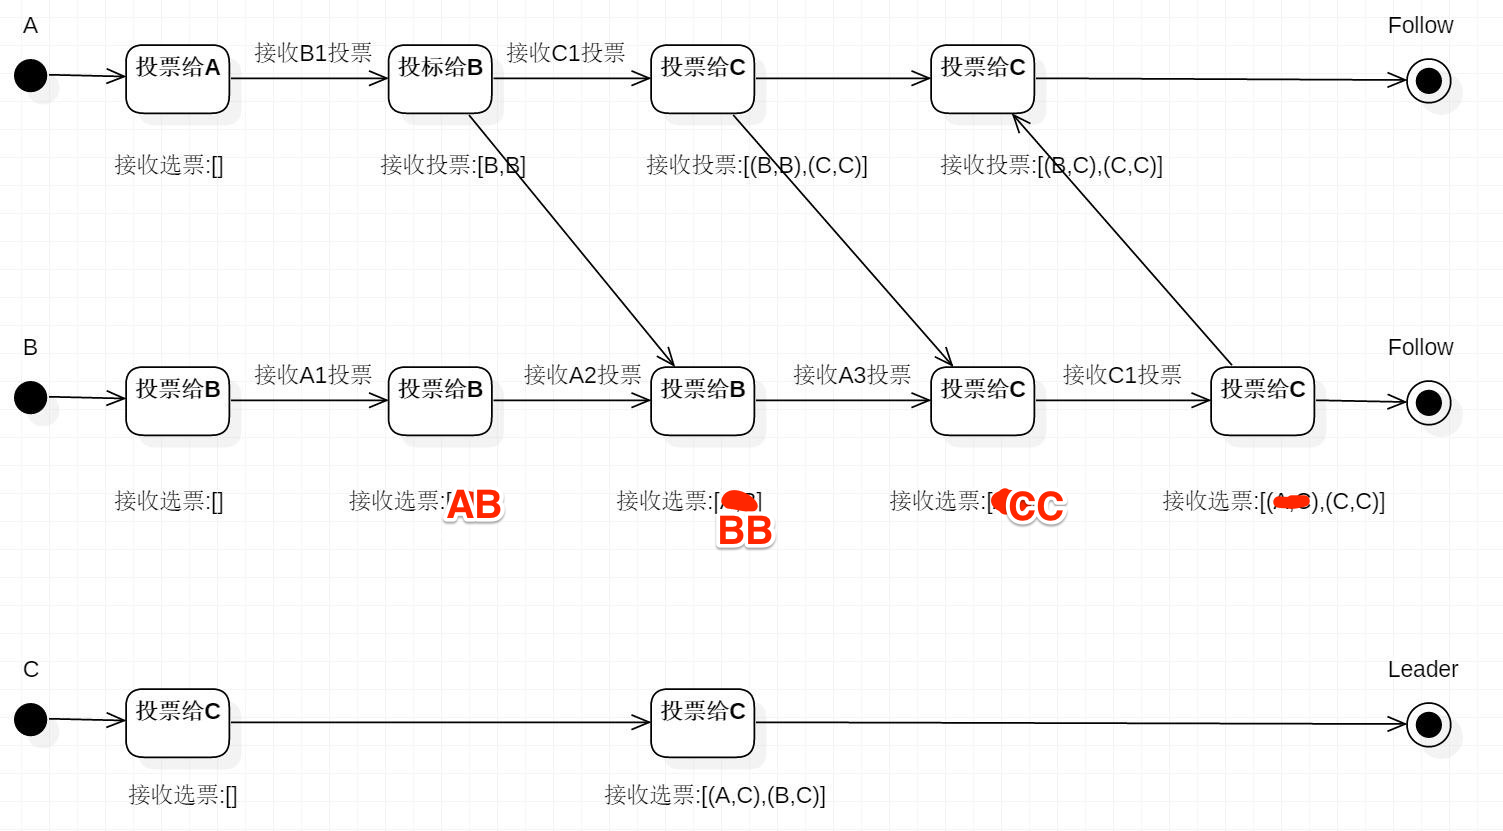 A
Follow
接收B1投票
接收C1投票
投票给A
投标给B
投票给C
投票给C
接收选票:[]
接收投票:[B,B]
接收投票:[(B,B),(C,C)]
接收投票:[(B,C),(C,C)]
B
Follow
接收A1投票
接收A2投票
接收A3投票
接收C1投票
投票给B
投票给B
投票给B
投票给C
投票给C
接收选票:[]
接收选票:[
AB
接收选票:[
]
BB
接收选票:[
CC
接收选票:[(
),(C,C)]
C
Leader
投票给C
投票给C
接收选票:[]
接收选票:[(A,C),(B,C)]